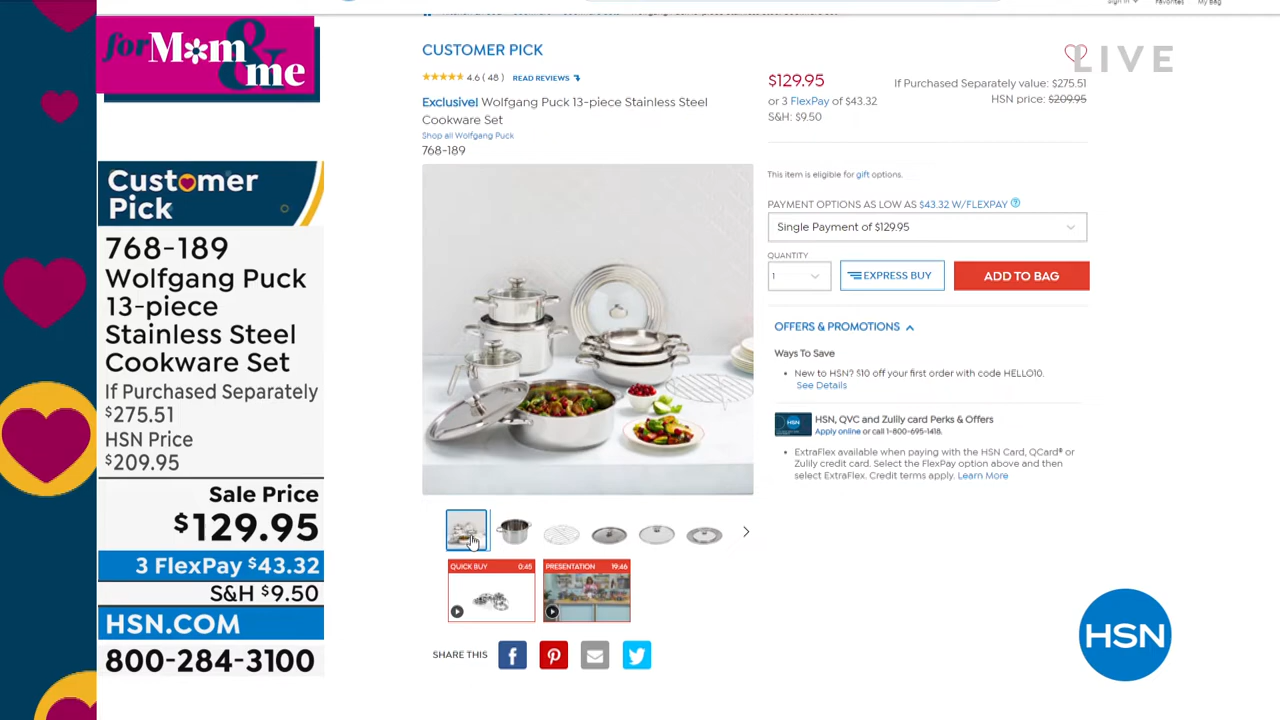 for Mom
& me
Customer
Pick
768-189
Wolfgang Puck
13-piece
Stainless Steel
Cookware Set
If Purchased Separately
$275.51
HSN Price
$209.95
Sale Price
$129.95
3 FlexPay $43.32
S&H $9.50
HSN.COM
800-284-3100
Sign In
Favorites
My Bag
CUSTOMER PICK
4.6 (48) READ REVIEWS
Exclusive! Wolfgang Puck 13-piece Stainless Steel
Cookware Set
Shop all Wolfgang Puck
768-189
QUICK BUY 0:45
PRESENTATION 19:46
SHARE THIS
LIVE
$129.95
or 3 FlexPay of $43.32
S&H: $9.50
If Purchased Separately value: $275.51
HSN price: $209.95
This item is eligible for gift options.
PAYMENT OPTIONS AS LOW AS $43.32 W/FLEXPAY
Single Payment of $129.95
QUANTITY
1
EXPRESS BUY
ADD TO BAG
OFFERS & PROMOTIONS
Ways To Save
• New to HSN? $10 off your first order with code HELLO10.
See Details
HSN
HSN, QVC and Zulily card Perks & Offers
Apply online or call 1-800-695-1418.
• ExtraFlex available when paying with the HSN Card, QCard® or
Zulily credit card. Select the FlexPay option above and then
select ExtraFlex. Credit terms apply. Learn More
HSN